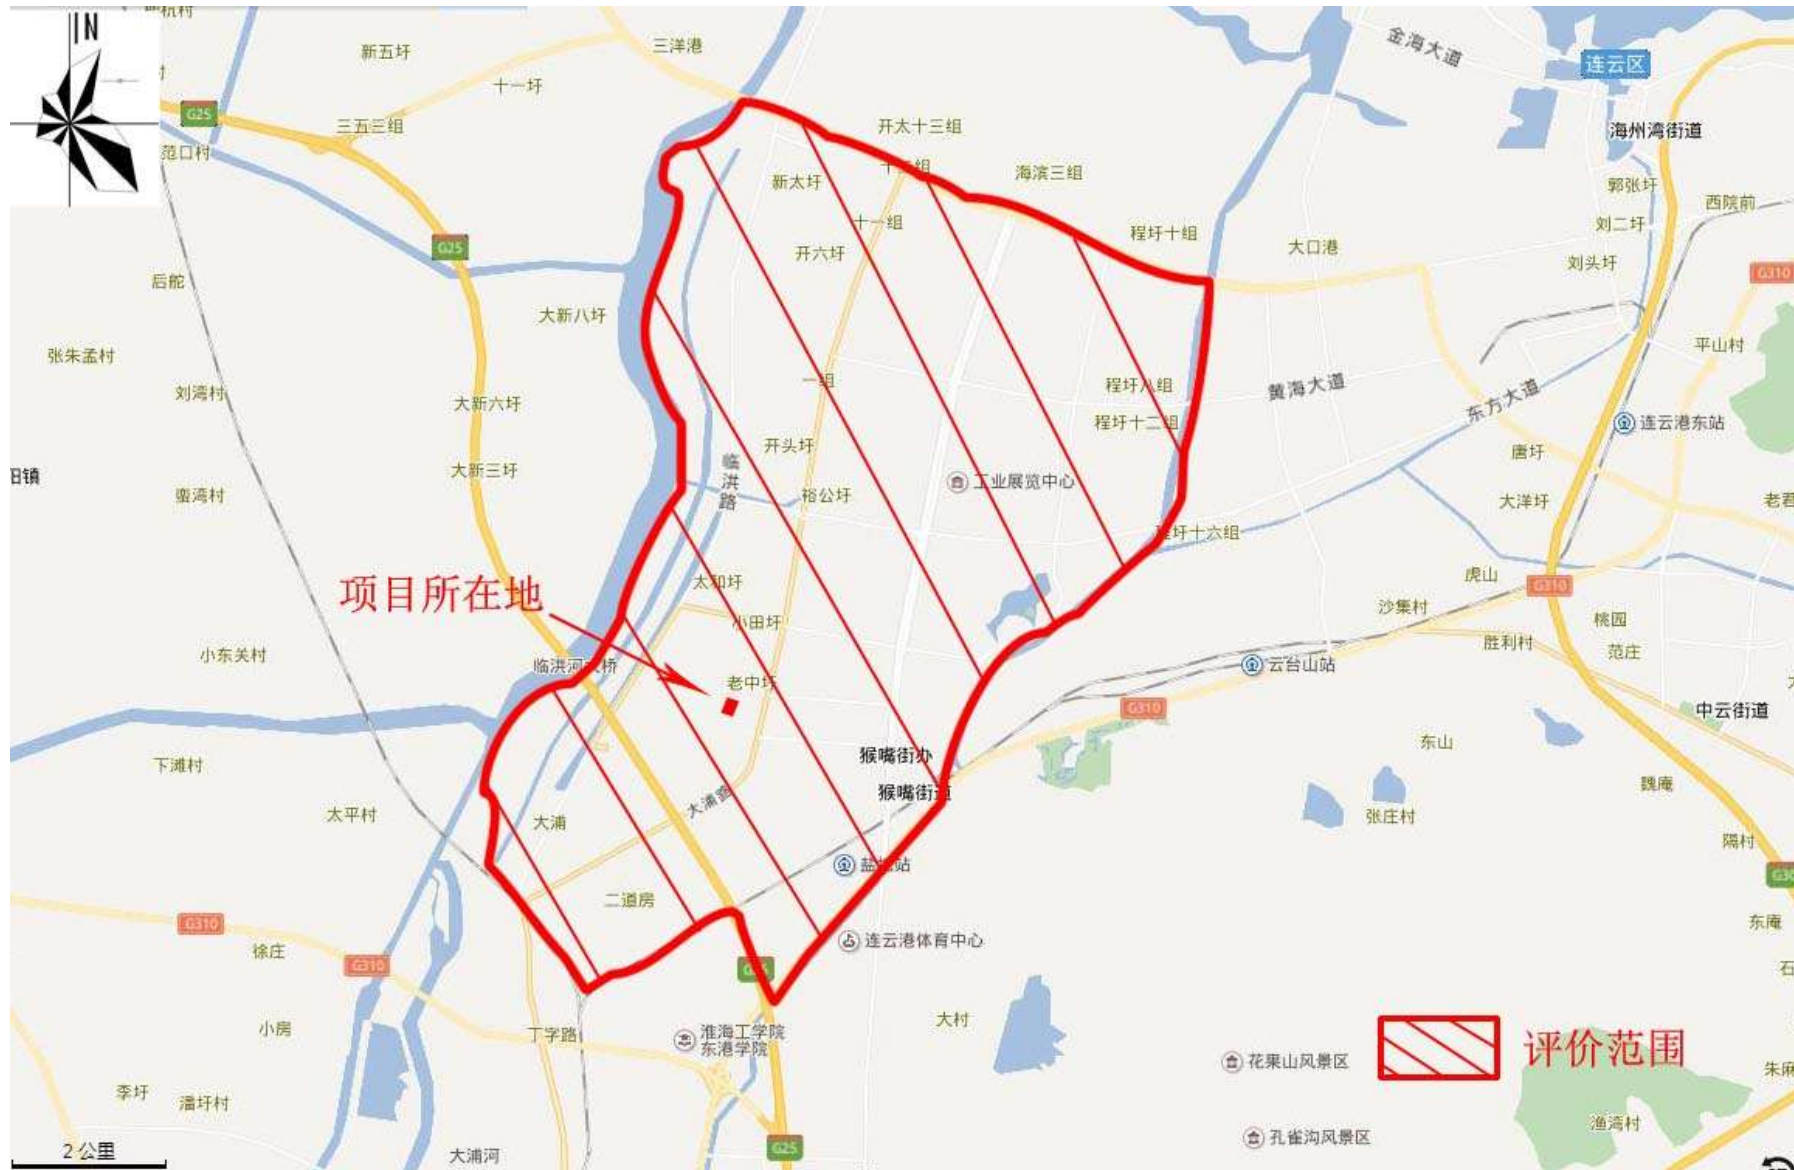 N
新五圩
三洋港
金海大道
连云区
十一圩
G25
三五三组
开太十三组
海州湾街道
范口村
新太圩
海滨三组
郭张圩
西院前
十一组
刘二圩
程圩十组
G25
开六圩
大口港
刘头圩
G310
后舵
大新八圩
平山村
张朱孟村
一组
程圩八组
黄海大道
刘湾村
大新六圩
东方大道
程圩十二组
连云港东站
开头圩
唐圩
大新三圩
临洪路
工业展览中心
蛮湾村
裕公圩
大洋圩
程圩十六组
项目所在地
太和圩
虎山
G310
沙集村
小田圩
桃园
胜利村
小东关村
临洪河大桥
云台山站
范庄
老中圩
G310
中云街道
东山
下滩村
猴嘴街办
魏庵
猴嘴街道
大浦路
太平村
大浦
张庄村
隔村
盐坨站
二道房
G310
东庵
徐庄
连云港体育中心
G310
G25
大村
小房
丁字路
淮海工学院
东港学院
花果山风景区
评价范围
李圩
潘圩村
渔湾村
孔雀沟风景区
2 公里
大浦河
G25